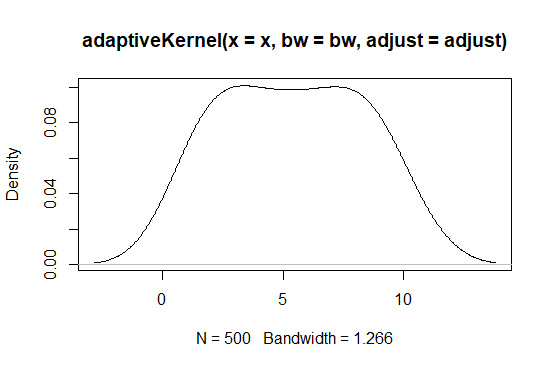 adaptiveKernel(x = x, bw = bw, adjust = adjust)
Density
0.08
0.04
0.00
0 5 10
N = 500 Bandwidth = 1.266